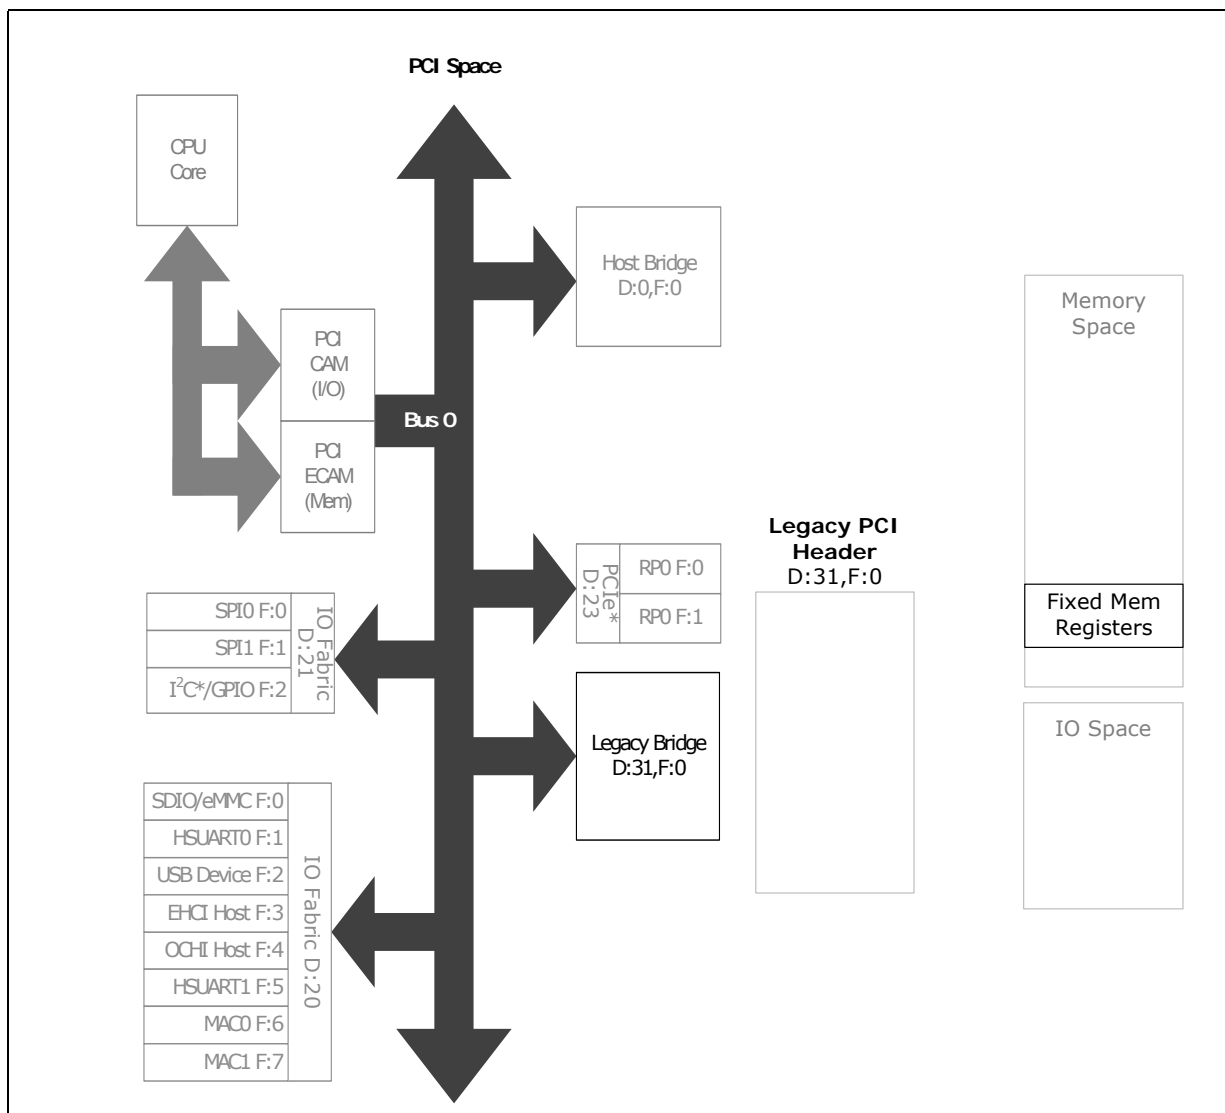 PCI Space
CPU
Core
Host Bridge
D:0,F:0
Memory
Space
PCI
CAM
(I/O)
Bus 0
PCI
ECAM
(Mem)
Legacy PCI
Header
D:31,F:0
PCIe*
D:23
RP0 F:0
RP0 F:1
Fixed Mem
Registers
SPI0 F:0
SPI1 F:1
I²C*/GPIO F:2
IO Fabric
D:21
Legacy Bridge
D:31,F:0
IO Space
SDIO/eMMC F:0
HSUART0 F:1
USB Device F:2
EHCI Host F:3
OCHI Host F:4
HSUART1 F:5
MAC0 F:6
MAC1 F:7
IO Fabric D:20